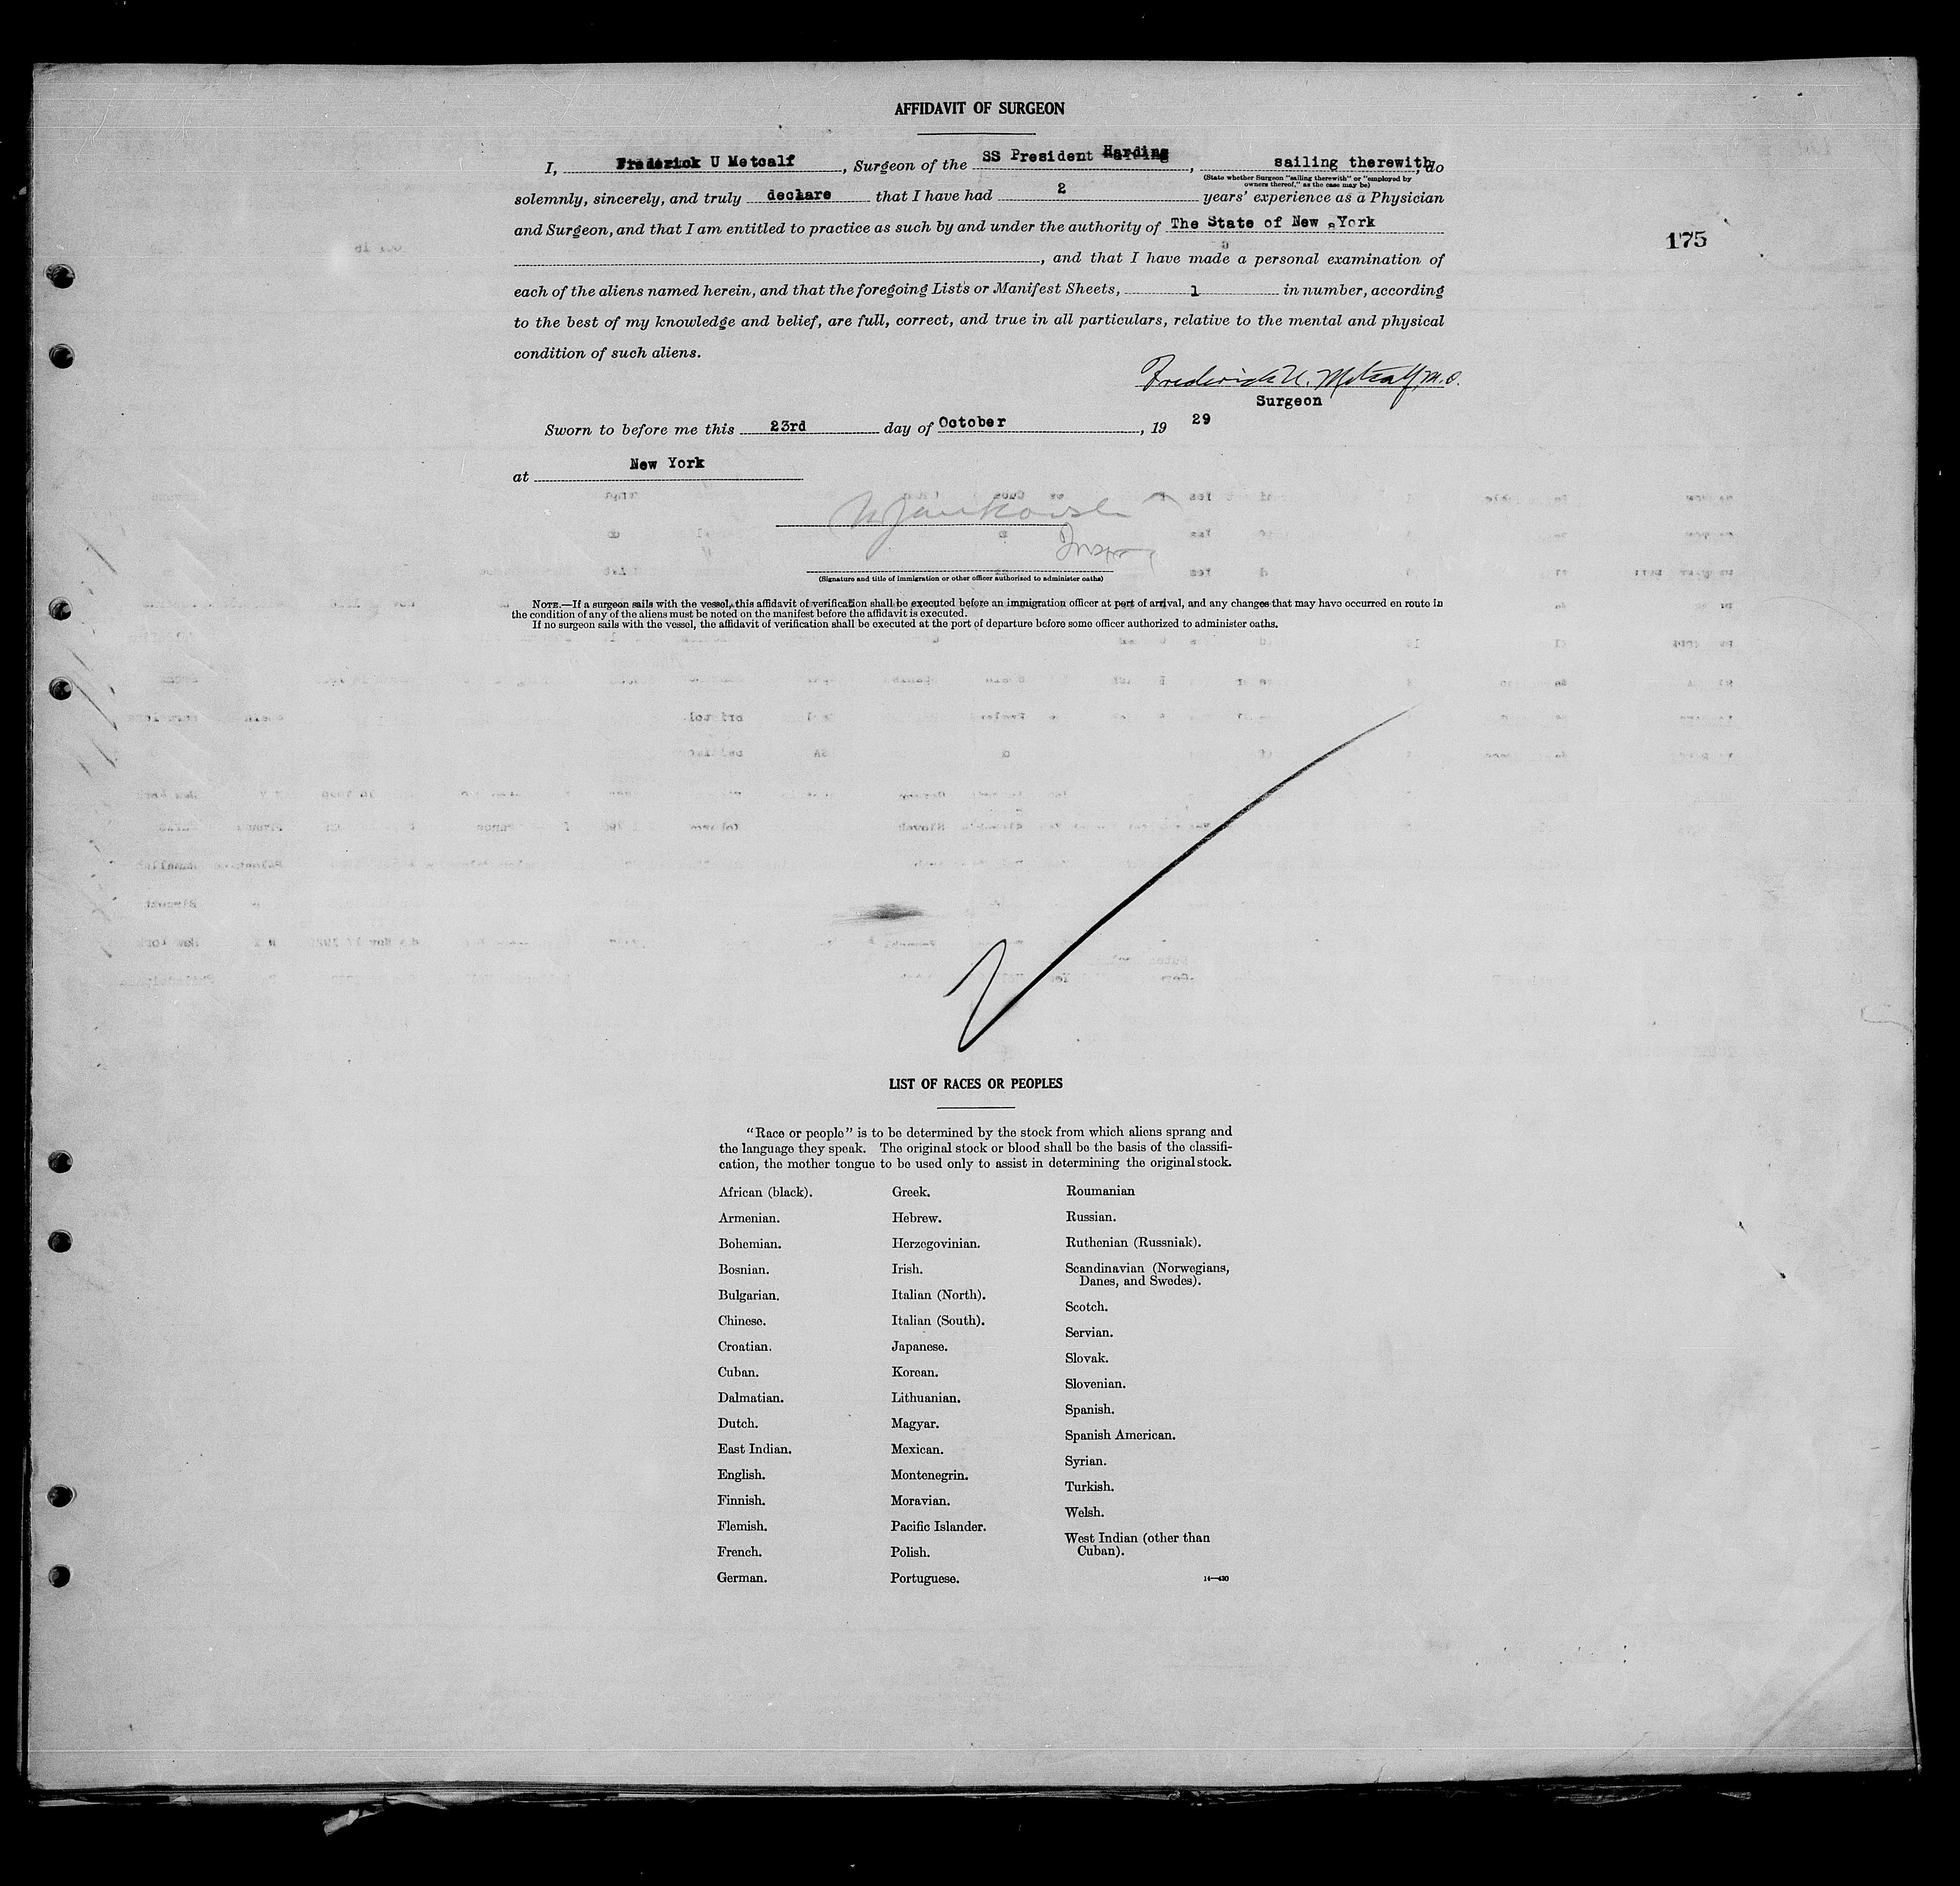 AFFIDAVIT OF SURGEON
I, Frederick U Metcalf, Surgeon of the SS President Harding, sailing therewith, do
(State whether Surgeon "sailing therewith" or "employed by
owners thereof," as the case may be)
solemnly, sincerely, and truly declare that I have had 2 years' experience as a Physician
and Surgeon, and that I am entitled to practice as such by and under the authority of The State of New York
175
, and that I have made a personal examination of
each of the aliens named herein, and that the foregoing Lists or Manifest Sheets, 1 in number, according
to the best of my knowledge and belief, are full, correct, and true in all particulars, relative to the mental and physical
condition of such aliens.
Frederick U. Metcalf, M.D.
Surgeon
Sworn to before me this 23rd day of October, 19 29
at New York
(Signature and title of immigration or other officer authorized to administer oaths)
NOTE.—If a surgeon sails with the vessel, this affidavit of verification shall be executed before an immigration officer at port of arrival, and any changes that may have occurred en route in
the condition of any of the aliens must be noted on the manifest before the affidavit is executed.
If no surgeon sails with the vessel, the affidavit of verification shall be executed at the port of departure before some officer authorized to administer oaths.
LIST OF RACES OR PEOPLES
"Race or people" is to be determined by the stock from which aliens sprang and
the language they speak. The original stock or blood shall be the basis of the classifi-
cation, the mother tongue to be used only to assist in determining the original stock.
African (black).
Armenian.
Bohemian.
Bosnian.
Bulgarian.
Chinese.
Croatian.
Cuban.
Dalmatian.
Dutch.
East Indian.
English.
Finnish.
Flemish.
French.
German.
Greek.
Hebrew.
Herzegovinian.
Irish.
Italian (North).
Italian (South).
Japanese.
Korean.
Lithuanian.
Magyar.
Mexican.
Montenegrin.
Moravian.
Pacific Islander.
Polish.
Portuguese.
Roumanian
Russian.
Ruthenian (Russniak).
Scandinavian (Norwegians,
Danes, and Swedes).
Scotch.
Servian.
Slovak.
Slovenian.
Spanish.
Spanish American.
Syrian.
Turkish.
Welsh.
West Indian (other than
Cuban).
14—430